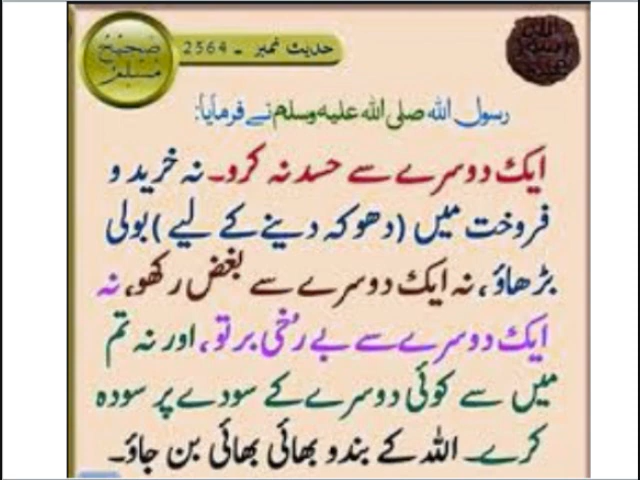 صحيح مسلم
حدیث نمبر ۔ 2564
رسول اللہ صلی اللہ علیہ وسلم نے فرمایا:
ایک دوسرے سے حسد نہ کرو۔ نہ خرید و
فروخت میں (دھوکہ دینے کے لیے) بولی
بڑھاؤ، نہ ایک دوسرے سے بغض رکھو، نہ
ایک دوسرے سے بے رُخی برتو، اور نہ تم
میں سے کوئی دوسرے کے سودے پر سودہ
کرے۔ اللہ کے بندو بھائی بھائی بن جاؤ۔